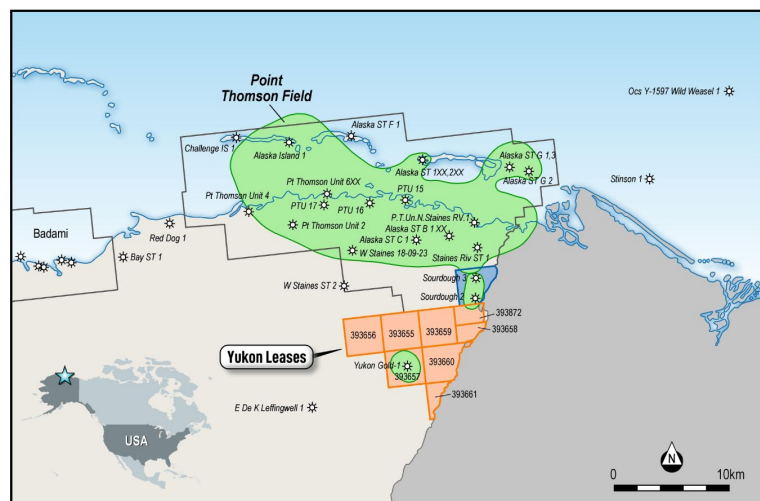 Point
Thomson Field
Ocs Y-1597 Wild Weasel 1
Alaska ST F 1
Challenge IS 1
Alaska Island 1
Alaska ST G 1,3
Alaska ST 1XX,2XX
Alaska ST G 2
Stinson 1
Pt Thomson Unit 6XX
PTU 15
Pt Thomson Unit 4
PTU 17
PTU 16
P.T.Un.N.Staines RV.1
Pt Thomson Unit 2
Alaska ST B 1 XX
Red Dog 1
Badami
Alaska ST C 1
Bay ST 1
W Staines 18-09-23
Staines Riv ST 1
Sourdough 3
W Staines ST 2
Sourdough 2
393872
393656
393655
393659
393658
Yukon Leases
Yukon Gold-1
393660
393657
393661
E De K Leffingwell 1
USA
N
0
10km